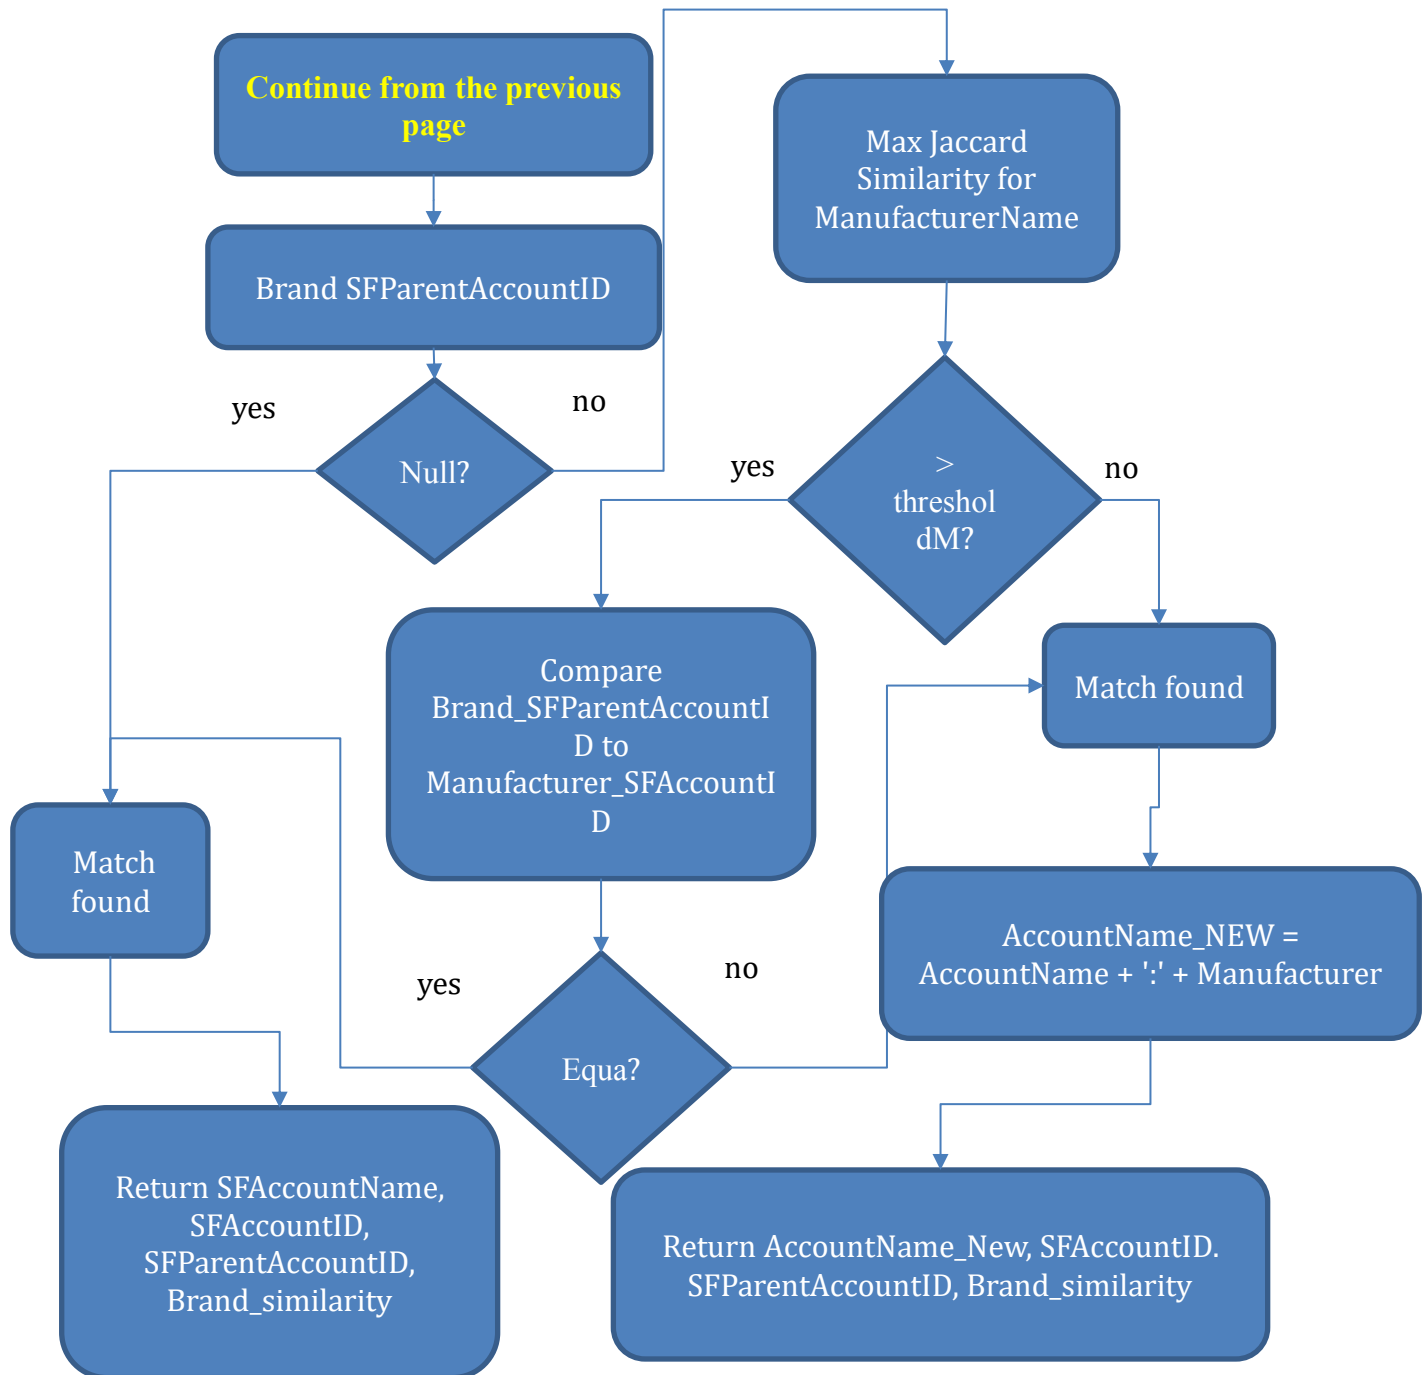 Continue from the previous
page
Brand SFParentAccountID
yes
no
Null?
Max Jaccard
Similarity for
ManufacturerName
yes
no
>
threshol
dM?
Compare
Brand_SFParentAccountI
D to
Manufacturer_SFAccountI
D
Match found
Match
found
AccountName_NEW =
AccountName + ':' + Manufacturer
yes
no
Equa?
Return SFAccountName,
SFAccountID,
SFParentAccountID,
Brand_similarity
Return AccountName_New, SFAccountID.
SFParentAccountID, Brand_similarity